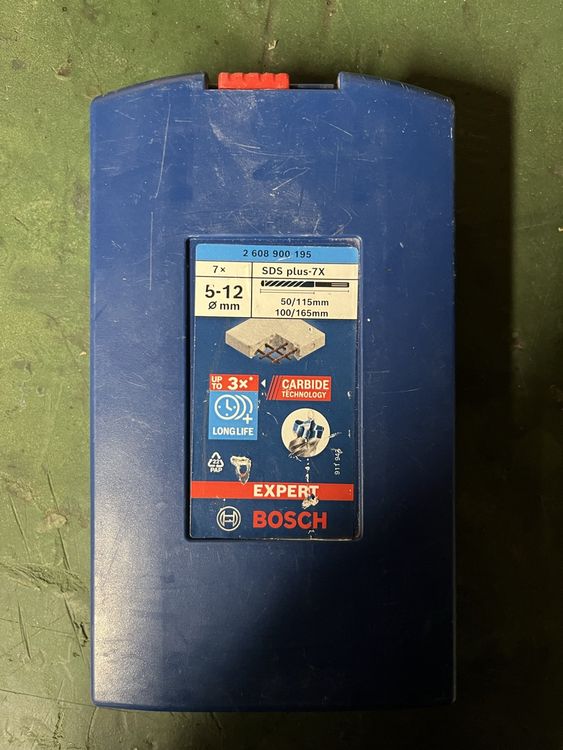 2 608 900 195
7×
SDS plus-7X
5-12
Ø mm
50/115mm
100/165mm
UP TO 3×*
CARBIDE
TECHNOLOGY
LONG LIFE
PAP
EXPERT
BOSCH